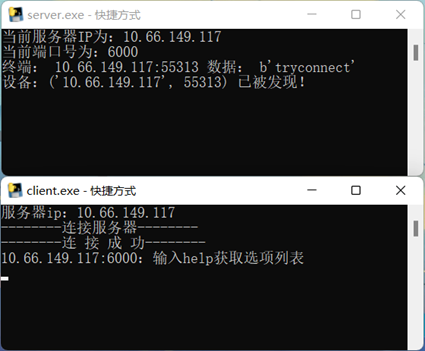 server.exe - 快捷方式
当前服务器IP为：10.66.149.117
当前端口号为：6000
终端： 10.66.149.117:55313 数据： b'tryconnect'
设备：('10.66.149.117', 55313) 已被发现！
client.exe - 快捷方式
服务器ip：10.66.149.117
--------连接服务器--------
--------连 接 成 功--------
10.66.149.117:6000：输入help获取选项列表